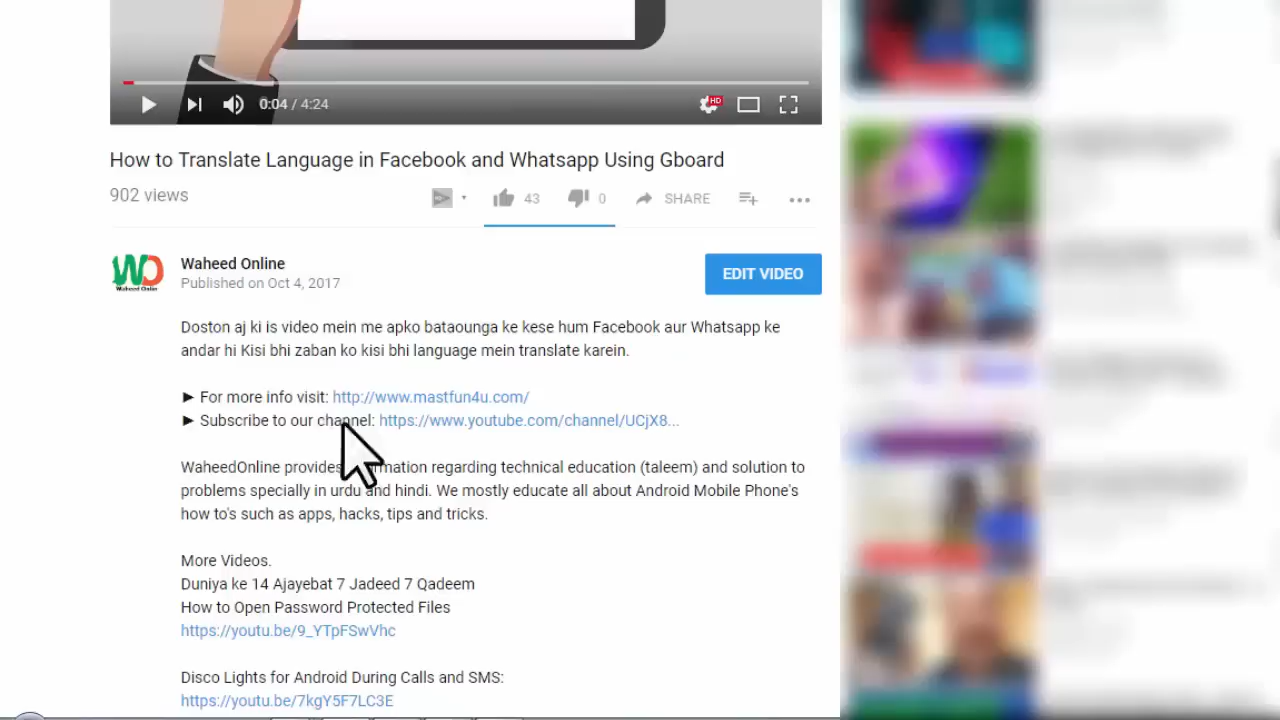 0:04 / 4:24
HD
How to Translate Language in Facebook and Whatsapp Using Gboard
902 views
43
0
SHARE
WO
Waheed Online
Waheed Online
Published on Oct 4, 2017
EDIT VIDEO
Doston aj ki is video mein me apko bataounga ke kese hum Facebook aur Whatsapp ke
andar hi Kisi bhi zaban ko kisi bhi language mein translate karein.
► For more info visit: http://www.mastfun4u.com/
► Subscribe to our channel: https://www.youtube.com/channel/UCjX8...
WaheedOnline provides mation regarding technical education (taleem) and solution to
problems specially in urdu and hindi. We mostly educate all about Android Mobile Phone's
how to's such as apps, hacks, tips and tricks.
More Videos.
Duniya ke 14 Ajayebat 7 Jadeed 7 Qadeem
How to Open Password Protected Files
https://youtu.be/9_YTpFSwVhc
Disco Lights for Android During Calls and SMS:
https://youtu.be/7kgY5F7LC3E